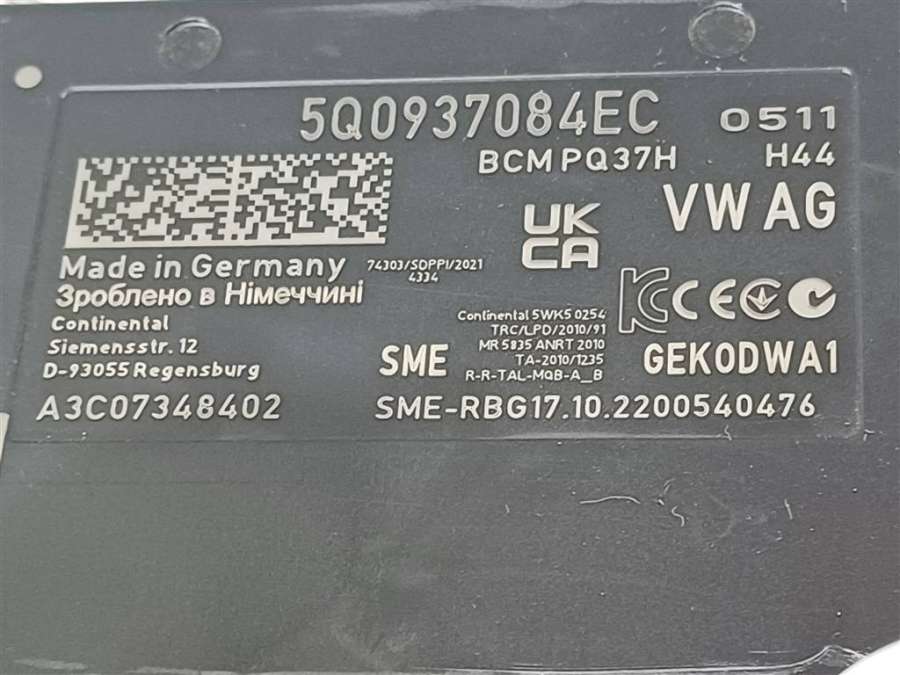 5Q0937084EC 0511
BCM PQ37H H44
VW AG
UK
CA
Made in Germany
74303/SDPPI/2021
4334
Зроблено в Німеччині
Continental
Siemensstr. 12
D-93055 Regensburg
Continental 5WK5 0254
TRC/LPD/2010/91
MR 5835 ANRT 2010
TA-2010/1235
R-R-TAL-MQB-A_B
SME
KC CE
GEK0DWA1
A3C07348402
SME-RBG17.10.2200540476